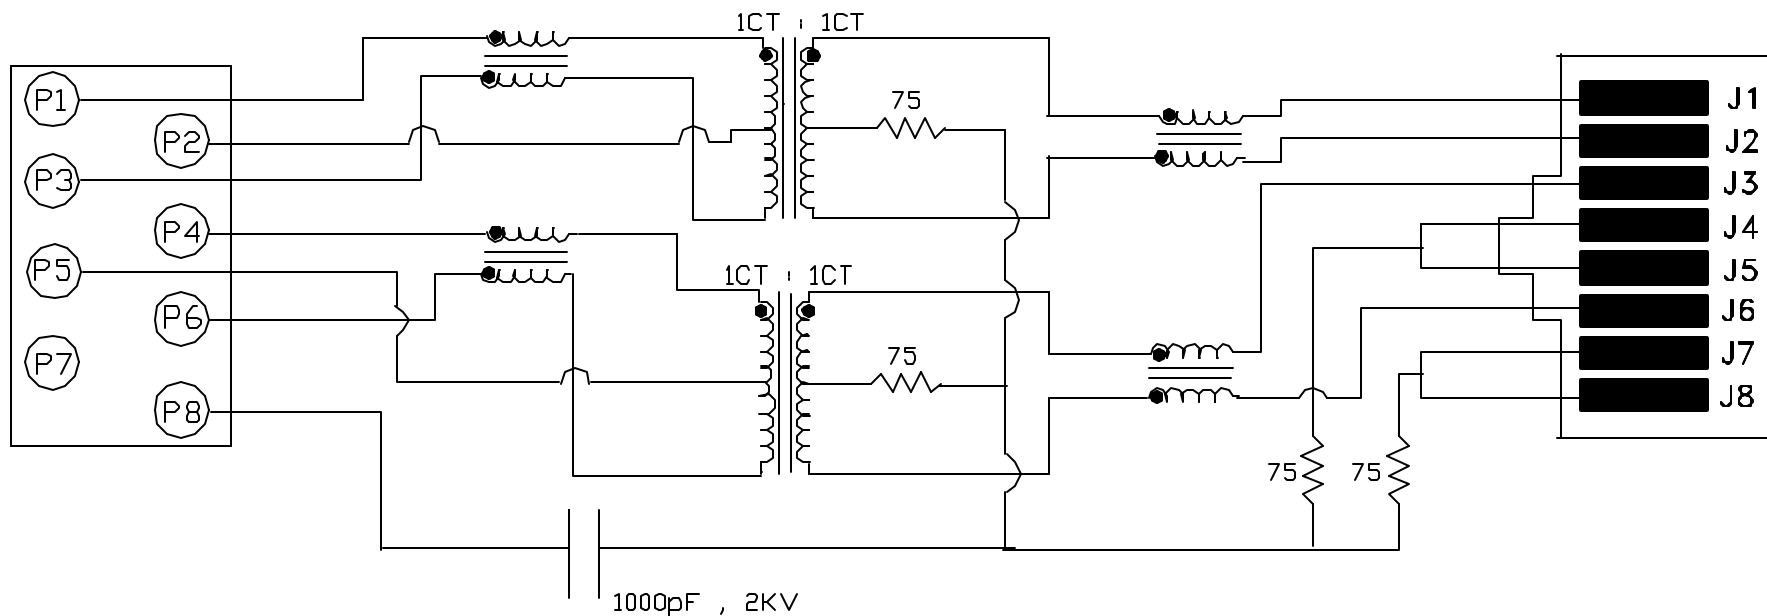 1CT : 1CT
P1
P2
P3
P4
P5
P6
P7
P8
75
1CT : 1CT
75
75
75
1000pF , 2KV
J1
J2
J3
J4
J5
J6
J7
J8